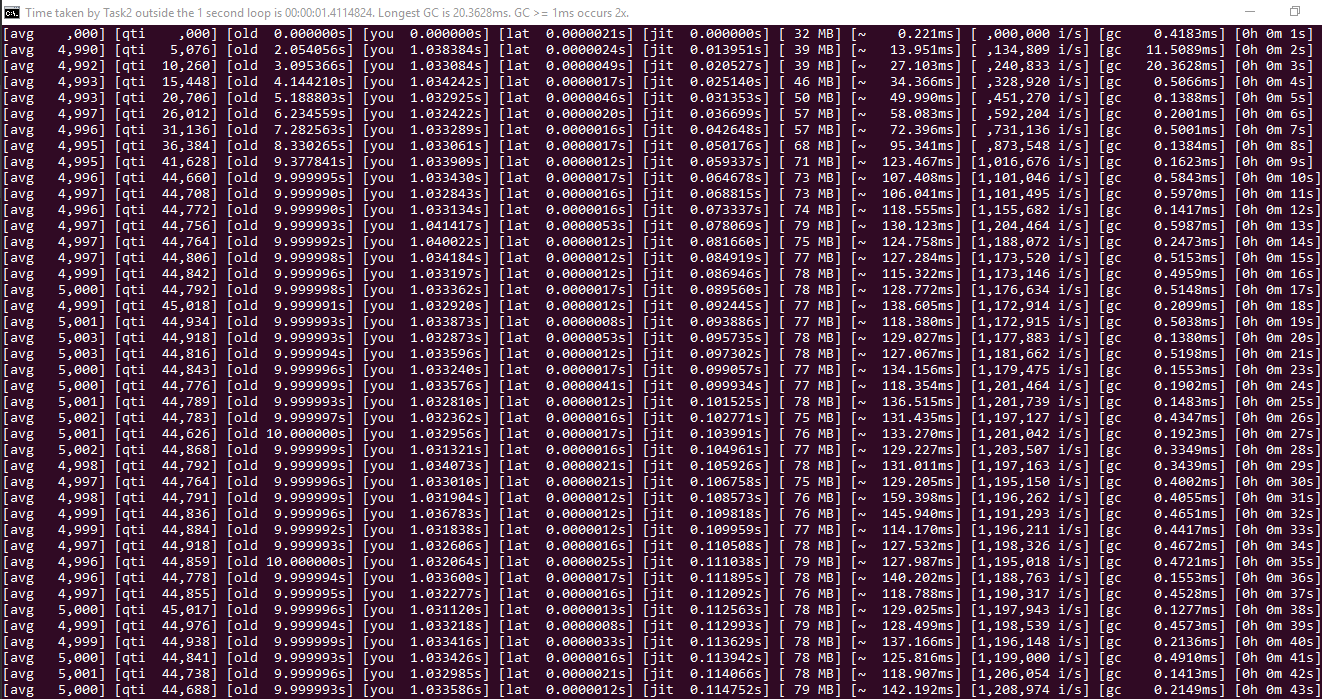 Time taken by Task2 outside the 1 second loop is 00:00:01.4114824. Longest GC is 20.3628ms. GC >= 1ms occurs 2x.
[avg ,000] [qti ,000] [old 0.000000s] [you 0.000000s] [lat 0.0000021s] [jit 0.000000s] [ 32 MB] [~ 0.221ms] [ ,000,000 i/s] [gc 0.4183ms] [0h 0m 1s]
[avg 4,990] [qti 5,076] [old 2.054056s] [you 1.038384s] [lat 0.0000024s] [jit 0.013951s] [ 39 MB] [~ 13.951ms] [ ,134,809 i/s] [gc 11.5089ms] [0h 0m 2s]
[avg 4,992] [qti 10,260] [old 3.095366s] [you 1.033084s] [lat 0.0000049s] [jit 0.020527s] [ 39 MB] [~ 27.103ms] [ ,240,833 i/s] [gc 20.3628ms] [0h 0m 3s]
[avg 4,993] [qti 15,448] [old 4.144210s] [you 1.034242s] [lat 0.0000017s] [jit 0.025140s] [ 46 MB] [~ 34.366ms] [ ,328,920 i/s] [gc 0.5066ms] [0h 0m 4s]
[avg 4,993] [qti 20,706] [old 5.188803s] [you 1.032925s] [lat 0.0000046s] [jit 0.031353s] [ 50 MB] [~ 49.990ms] [ ,451,270 i/s] [gc 0.1388ms] [0h 0m 5s]
[avg 4,997] [qti 26,012] [old 6.234559s] [you 1.032422s] [lat 0.0000020s] [jit 0.036699s] [ 57 MB] [~ 58.083ms] [ ,592,204 i/s] [gc 0.2001ms] [0h 0m 6s]
[avg 4,996] [qti 31,136] [old 7.282563s] [you 1.033289s] [lat 0.0000016s] [jit 0.042648s] [ 57 MB] [~ 72.396ms] [ ,731,136 i/s] [gc 0.5001ms] [0h 0m 7s]
[avg 4,995] [qti 36,384] [old 8.330265s] [you 1.033061s] [lat 0.0000017s] [jit 0.050176s] [ 68 MB] [~ 95.341ms] [ ,873,548 i/s] [gc 0.1384ms] [0h 0m 8s]
[avg 4,995] [qti 41,628] [old 9.377841s] [you 1.033909s] [lat 0.0000012s] [jit 0.059337s] [ 71 MB] [~ 123.467ms] [1,016,676 i/s] [gc 0.1623ms] [0h 0m 9s]
[avg 4,996] [qti 44,660] [old 9.999995s] [you 1.033430s] [lat 0.0000017s] [jit 0.064678s] [ 73 MB] [~ 107.408ms] [1,101,046 i/s] [gc 0.5843ms] [0h 0m 10s]
[avg 4,997] [qti 44,708] [old 9.999990s] [you 1.032843s] [lat 0.0000016s] [jit 0.068815s] [ 73 MB] [~ 106.041ms] [1,101,495 i/s] [gc 0.5970ms] [0h 0m 11s]
[avg 4,996] [qti 44,772] [old 9.999990s] [you 1.033134s] [lat 0.0000016s] [jit 0.073337s] [ 74 MB] [~ 118.555ms] [1,155,682 i/s] [gc 0.1417ms] [0h 0m 12s]
[avg 4,997] [qti 44,756] [old 9.999993s] [you 1.041417s] [lat 0.0000053s] [jit 0.078069s] [ 79 MB] [~ 130.123ms] [1,204,464 i/s] [gc 0.5987ms] [0h 0m 13s]
[avg 4,997] [qti 44,764] [old 9.999992s] [you 1.040022s] [lat 0.0000012s] [jit 0.081660s] [ 75 MB] [~ 124.758ms] [1,188,072 i/s] [gc 0.2473ms] [0h 0m 14s]
[avg 4,997] [qti 44,806] [old 9.999998s] [you 1.034184s] [lat 0.0000012s] [jit 0.084919s] [ 77 MB] [~ 127.284ms] [1,173,520 i/s] [gc 0.5153ms] [0h 0m 15s]
[avg 4,999] [qti 44,842] [old 9.999996s] [you 1.033197s] [lat 0.0000012s] [jit 0.086946s] [ 78 MB] [~ 115.322ms] [1,173,146 i/s] [gc 0.4959ms] [0h 0m 16s]
[avg 5,000] [qti 44,792] [old 9.999998s] [you 1.033362s] [lat 0.0000017s] [jit 0.089560s] [ 78 MB] [~ 128.772ms] [1,176,634 i/s] [gc 0.5148ms] [0h 0m 17s]
[avg 4,999] [qti 45,018] [old 9.999991s] [you 1.032920s] [lat 0.0000012s] [jit 0.092445s] [ 77 MB] [~ 138.605ms] [1,172,914 i/s] [gc 0.2099ms] [0h 0m 18s]
[avg 5,001] [qti 44,934] [old 9.999993s] [you 1.033873s] [lat 0.0000008s] [jit 0.093886s] [ 77 MB] [~ 118.380ms] [1,172,915 i/s] [gc 0.5038ms] [0h 0m 19s]
[avg 5,003] [qti 44,918] [old 9.999993s] [you 1.032873s] [lat 0.0000053s] [jit 0.095735s] [ 78 MB] [~ 129.027ms] [1,177,883 i/s] [gc 0.1380ms] [0h 0m 20s]
[avg 5,003] [qti 44,816] [old 9.999994s] [you 1.033596s] [lat 0.0000012s] [jit 0.097302s] [ 78 MB] [~ 127.067ms] [1,181,662 i/s] [gc 0.5198ms] [0h 0m 21s]
[avg 5,000] [qti 44,843] [old 9.999996s] [you 1.033240s] [lat 0.0000017s] [jit 0.099057s] [ 77 MB] [~ 134.156ms] [1,179,475 i/s] [gc 0.1553ms] [0h 0m 23s]
[avg 5,000] [qti 44,776] [old 9.999999s] [you 1.033576s] [lat 0.0000041s] [jit 0.099934s] [ 77 MB] [~ 118.354ms] [1,201,464 i/s] [gc 0.1902ms] [0h 0m 24s]
[avg 5,001] [qti 44,789] [old 9.999993s] [you 1.032810s] [lat 0.0000012s] [jit 0.101525s] [ 78 MB] [~ 136.515ms] [1,201,739 i/s] [gc 0.1483ms] [0h 0m 25s]
[avg 5,002] [qti 44,783] [old 9.999997s] [you 1.032362s] [lat 0.0000016s] [jit 0.102771s] [ 75 MB] [~ 131.435ms] [1,197,127 i/s] [gc 0.4347ms] [0h 0m 26s]
[avg 5,001] [qti 44,626] [old 10.000000s] [you 1.032956s] [lat 0.0000017s] [jit 0.103991s] [ 76 MB] [~ 133.270ms] [1,201,042 i/s] [gc 0.1923ms] [0h 0m 27s]
[avg 5,002] [qti 44,868] [old 9.999999s] [you 1.031321s] [lat 0.0000016s] [jit 0.104961s] [ 77 MB] [~ 129.227ms] [1,203,507 i/s] [gc 0.3349ms] [0h 0m 28s]
[avg 4,998] [qti 44,792] [old 9.999999s] [you 1.034073s] [lat 0.0000021s] [jit 0.105926s] [ 78 MB] [~ 131.011ms] [1,197,163 i/s] [gc 0.3439ms] [0h 0m 29s]
[avg 4,997] [qti 44,764] [old 9.999996s] [you 1.033010s] [lat 0.0000021s] [jit 0.106758s] [ 75 MB] [~ 129.205ms] [1,195,150 i/s] [gc 0.4002ms] [0h 0m 30s]
[avg 4,998] [qti 44,791] [old 9.999999s] [you 1.031904s] [lat 0.0000012s] [jit 0.108573s] [ 76 MB] [~ 159.398ms] [1,196,262 i/s] [gc 0.4055ms] [0h 0m 31s]
[avg 4,999] [qti 44,836] [old 9.999996s] [you 1.036783s] [lat 0.0000012s] [jit 0.109818s] [ 76 MB] [~ 145.940ms] [1,191,293 i/s] [gc 0.4651ms] [0h 0m 32s]
[avg 4,999] [qti 44,884] [old 9.999992s] [you 1.031838s] [lat 0.0000012s] [jit 0.109959s] [ 77 MB] [~ 114.170ms] [1,196,211 i/s] [gc 0.4417ms] [0h 0m 33s]
[avg 4,997] [qti 44,918] [old 9.999993s] [you 1.032606s] [lat 0.0000016s] [jit 0.110508s] [ 78 MB] [~ 127.532ms] [1,198,326 i/s] [gc 0.4672ms] [0h 0m 34s]
[avg 4,996] [qti 44,859] [old 10.000000s] [you 1.032064s] [lat 0.0000025s] [jit 0.111038s] [ 79 MB] [~ 127.987ms] [1,195,018 i/s] [gc 0.4721ms] [0h 0m 35s]
[avg 4,996] [qti 44,778] [old 9.999994s] [you 1.033600s] [lat 0.0000017s] [jit 0.111895s] [ 78 MB] [~ 140.202ms] [1,188,763 i/s] [gc 0.1553ms] [0h 0m 36s]
[avg 4,997] [qti 44,855] [old 9.999995s] [you 1.032277s] [lat 0.0000016s] [jit 0.112092s] [ 76 MB] [~ 118.788ms] [1,190,317 i/s] [gc 0.4528ms] [0h 0m 37s]
[avg 5,000] [qti 45,017] [old 9.999996s] [you 1.031120s] [lat 0.0000013s] [jit 0.112563s] [ 78 MB] [~ 129.025ms] [1,197,943 i/s] [gc 0.1277ms] [0h 0m 38s]
[avg 4,999] [qti 44,976] [old 9.999994s] [you 1.033218s] [lat 0.0000008s] [jit 0.112993s] [ 79 MB] [~ 128.499ms] [1,198,539 i/s] [gc 0.4573ms] [0h 0m 39s]
[avg 4,999] [qti 44,938] [old 9.999999s] [you 1.033416s] [lat 0.0000033s] [jit 0.113629s] [ 78 MB] [~ 137.166ms] [1,196,148 i/s] [gc 0.2136ms] [0h 0m 40s]
[avg 5,000] [qti 44,841] [old 9.999993s] [you 1.033426s] [lat 0.0000016s] [jit 0.113942s] [ 78 MB] [~ 125.816ms] [1,199,000 i/s] [gc 0.4910ms] [0h 0m 41s]
[avg 5,001] [qti 44,738] [old 9.999993s] [you 1.032985s] [lat 0.0000016s] [jit 0.114066s] [ 78 MB] [~ 118.907ms] [1,206,054 i/s] [gc 0.1413ms] [0h 0m 42s]
[avg 5,000] [qti 44,688] [old 9.999993s] [you 1.033586s] [lat 0.0000012s] [jit 0.114752s] [ 79 MB] [~ 142.192ms] [1,208,974 i/s] [gc 0.2149ms] [0h 0m 43s]